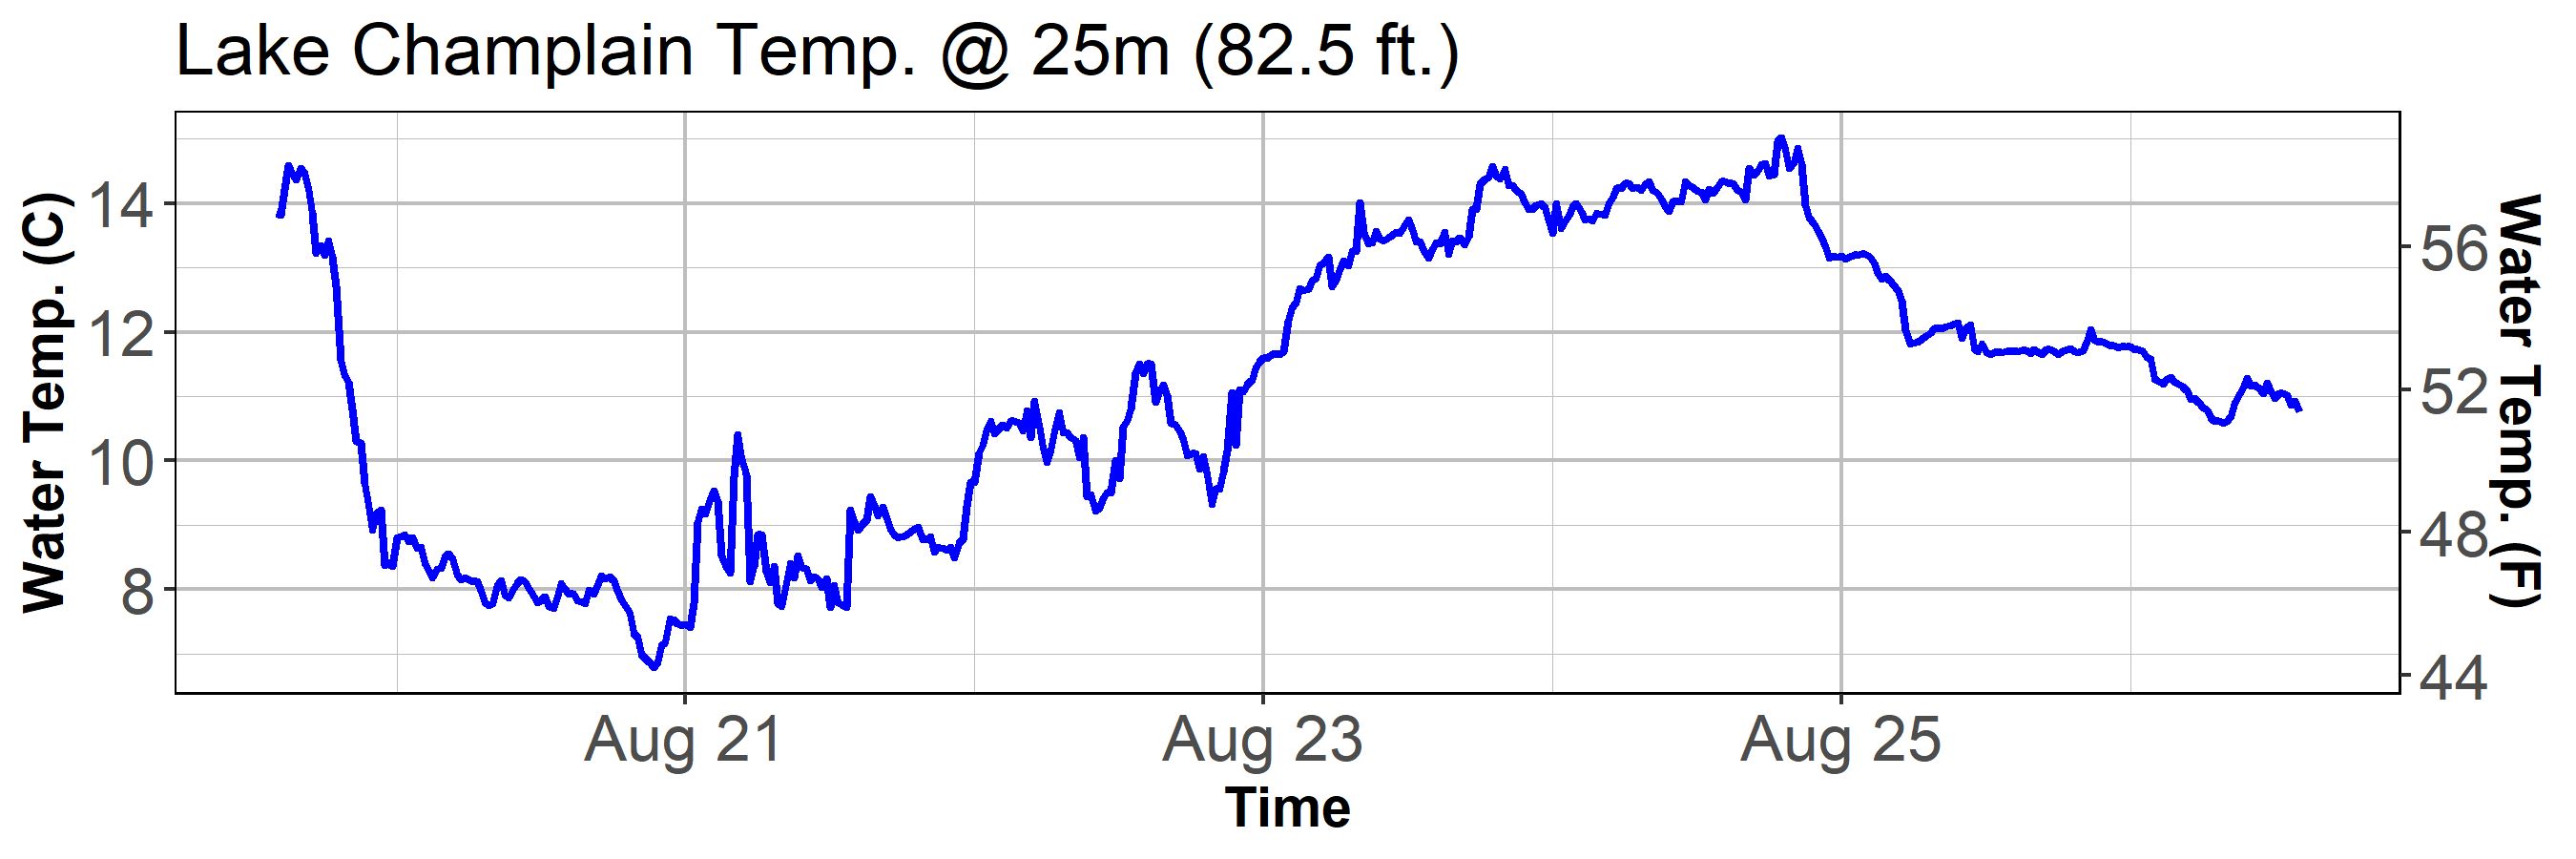 Lake Champlain Temp. @ 25m (82.5 ft.)
Water Temp. (C)
14
12
10
8
56
52
48
44
Water Temp. (F)
Aug 21
Aug 23
Aug 25
Time